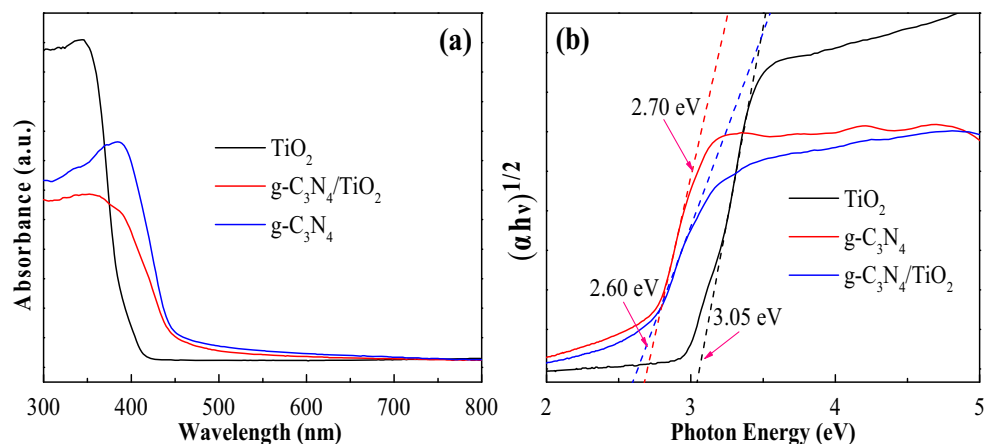 (a)
Absorbance (a.u.)
TiO₂
g-C₃N₄/TiO₂
g-C₃N₄
300 400 500 600 700 800
Wavelength (nm)
(b)
(αhν)^1/2
2.70 eV
2.60 eV
3.05 eV
TiO₂
g-C₃N₄
g-C₃N₄/TiO₂
2 3 4 5
Photon Energy (eV)